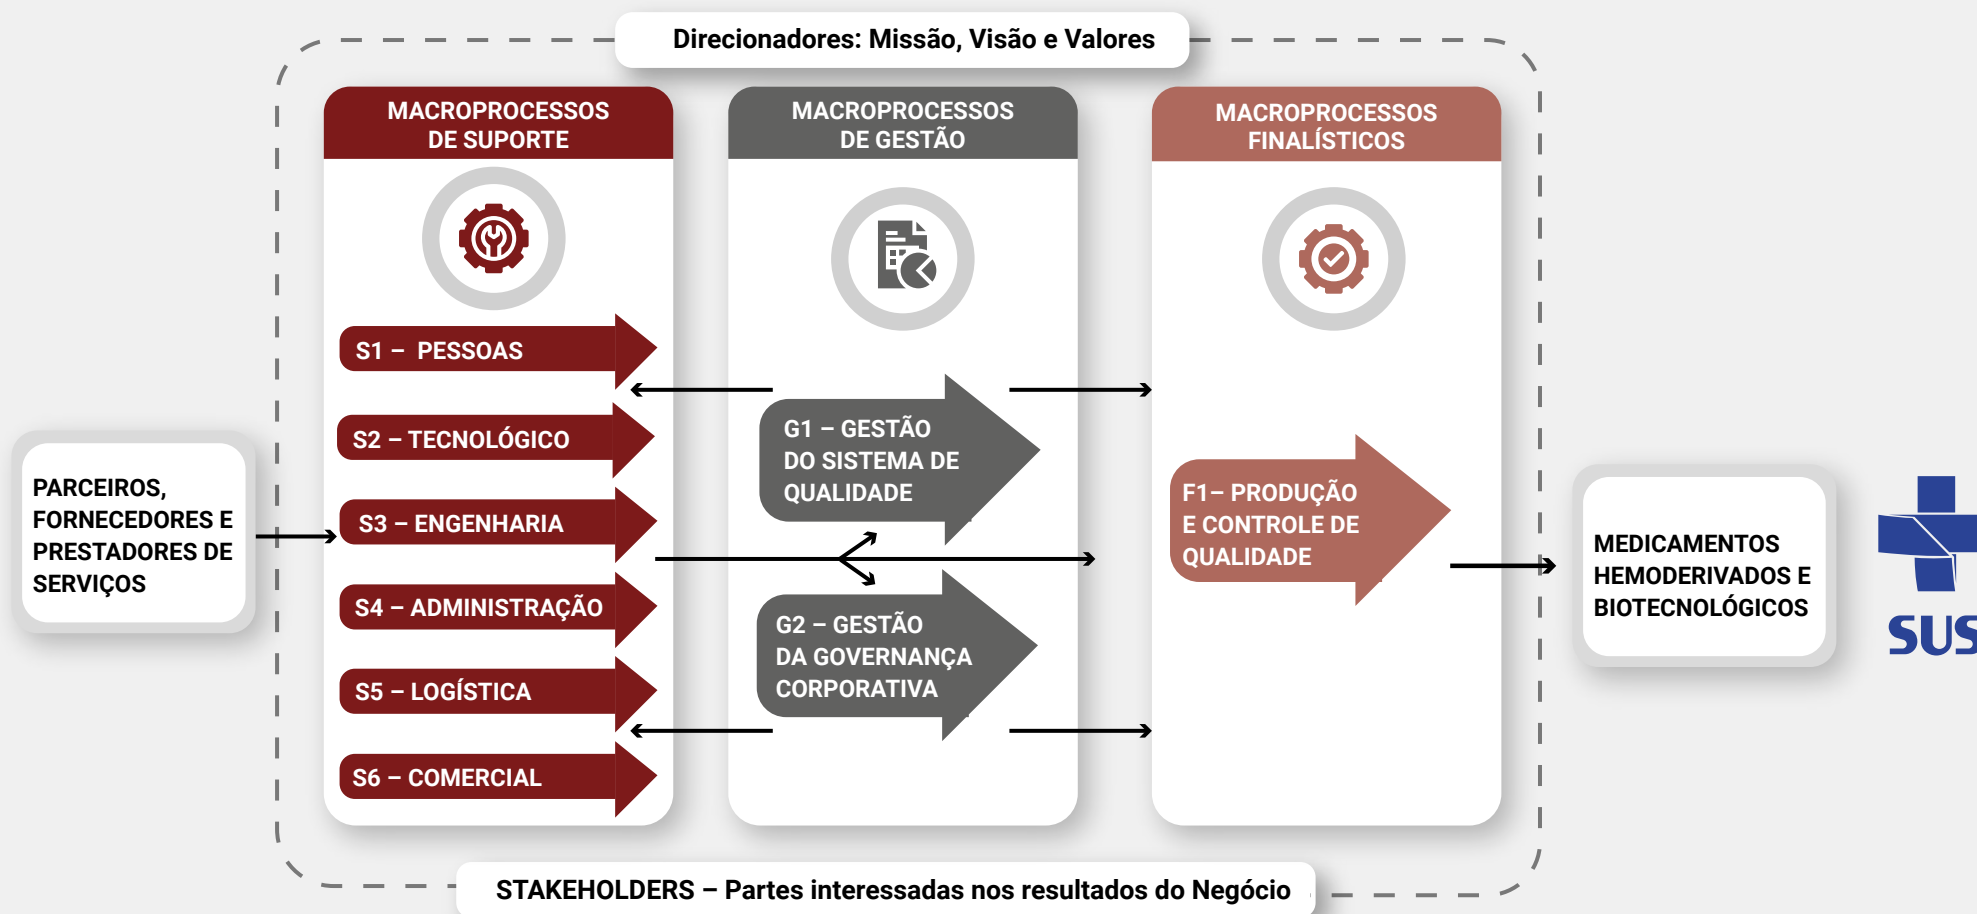 Direcionadores: Missão, Visão e Valores
MACROPROCESSOS
DE SUPORTE
S1 – PESSOAS
S2 – TECNOLÓGICO
S3 – ENGENHARIA
S4 – ADMINISTRAÇÃO
S5 – LOGÍSTICA
S6 – COMERCIAL
MACROPROCESSOS
DE GESTÃO
G1 – GESTÃO
DO SISTEMA DE
QUALIDADE
G2 – GESTÃO
DA GOVERNANÇA
CORPORATIVA
MACROPROCESSOS
FINALÍSTICOS
F1– PRODUÇÃO
E CONTROLE DE
QUALIDADE
PARCEIROS,
FORNECEDORES E
PRESTADORES DE
SERVIÇOS
MEDICAMENTOS
HEMODERIVADOS E
BIOTECNOLÓGICOS
SUS
STAKEHOLDERS – Partes interessadas nos resultados do Negócio